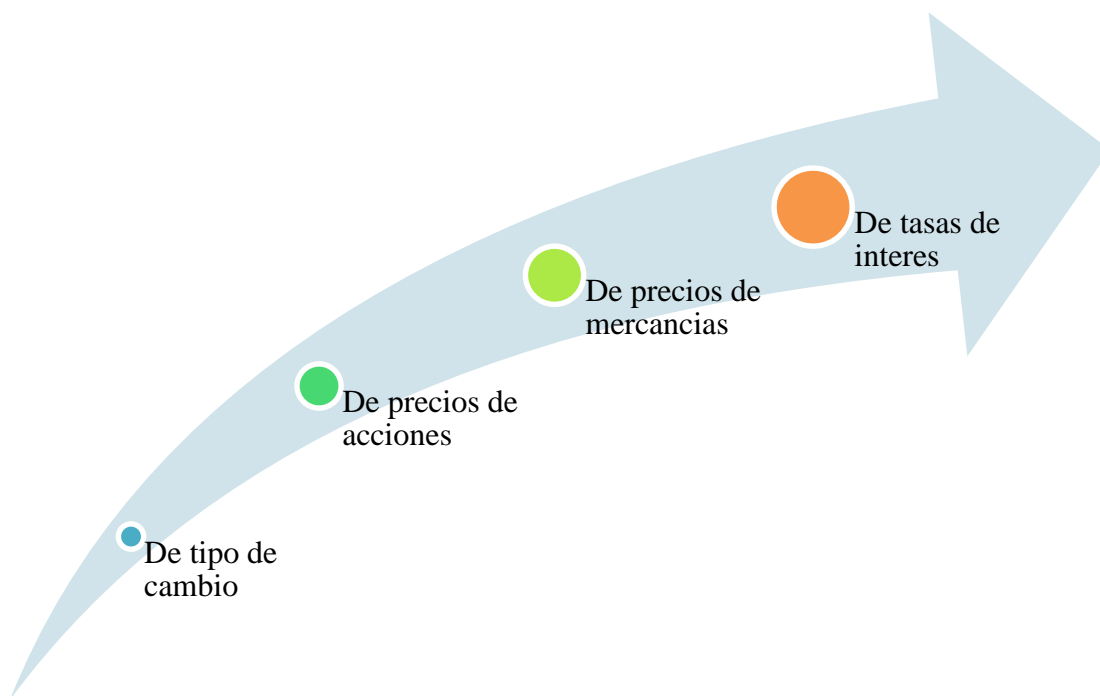 De tasas de
interes
De precios de
mercancias
De precios de
acciones
De tipo de
cambio